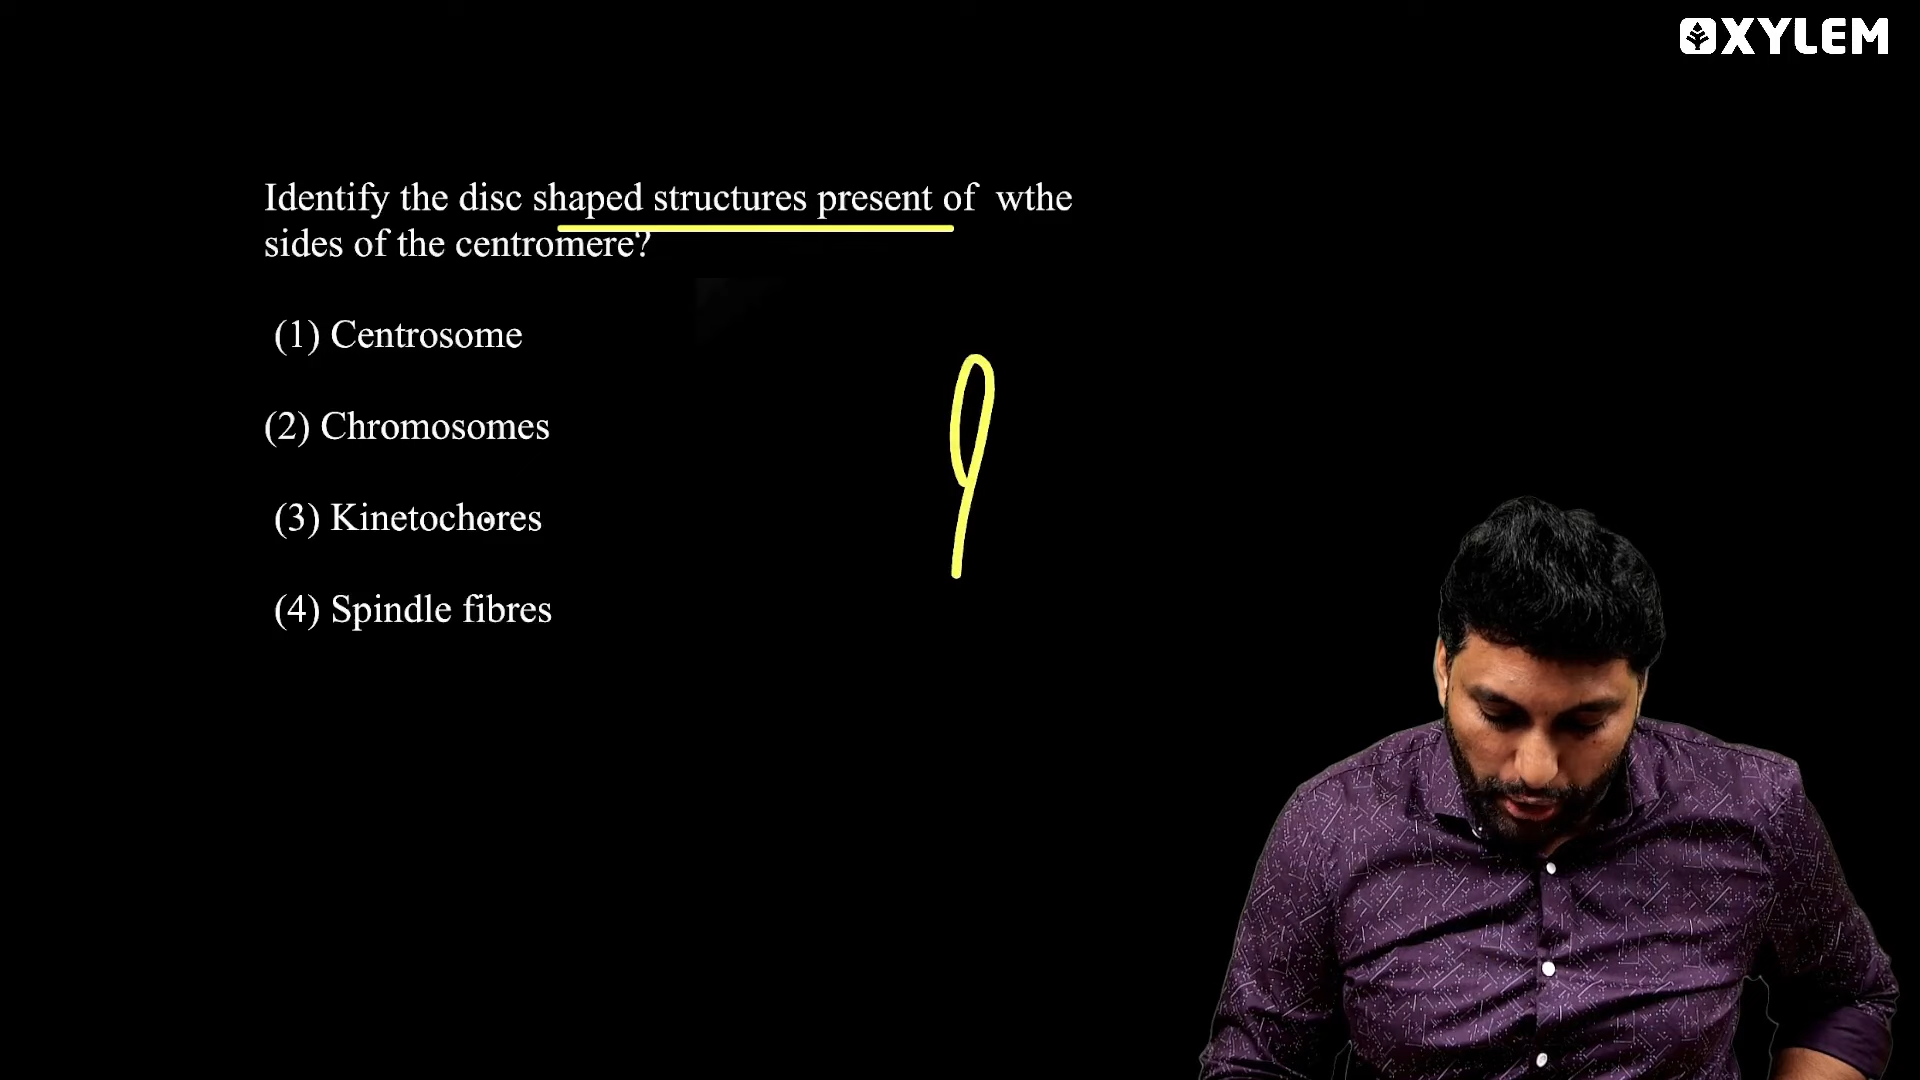 OXYLEM
Identify the disc shaped structures present of wthe
sides of the centromere?
(1) Centrosome
(2) Chromosomes
(3) Kinetochores
(4) Spindle fibres